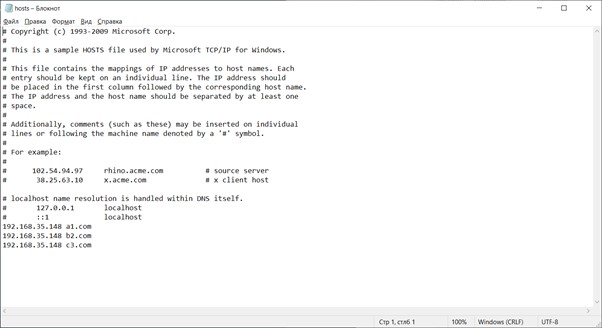 hosts – Блокнот
Файл Правка Формат Вид Справка
# Copyright (c) 1993-2009 Microsoft Corp.
#
# This is a sample HOSTS file used by Microsoft TCP/IP for Windows.
#
# This file contains the mappings of IP addresses to host names. Each
# entry should be kept on an individual line. The IP address should
# be placed in the first column followed by the corresponding host name.
# The IP address and the host name should be separated by at least one
# space.
#
# Additionally, comments (such as these) may be inserted on individual
# lines or following the machine name denoted by a '#' symbol.
#
# For example:
#
#      102.54.94.97     rhino.acme.com          # source server
#       38.25.63.10     x.acme.com              # x client host

# localhost name resolution is handled within DNS itself.
#       127.0.0.1       localhost
#       ::1             localhost
192.168.35.148 a1.com
192.168.35.148 b2.com
192.168.35.148 c3.com
Стр 1, стлб 1 100% Windows (CRLF) UTF-8